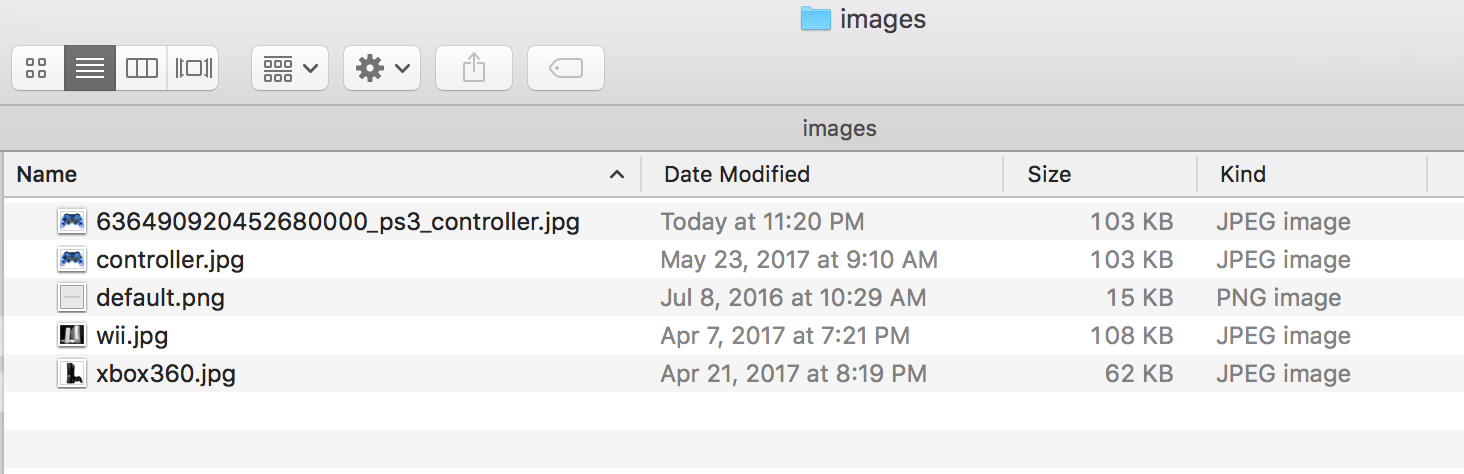 images
images
Name Date Modified Size Kind
636490920452680000_ps3_controller.jpg Today at 11:20 PM 103 KB JPEG image
controller.jpg May 23, 2017 at 9:10 AM 103 KB JPEG image
default.png Jul 8, 2016 at 10:29 AM 15 KB PNG image
wii.jpg Apr 7, 2017 at 7:21 PM 108 KB JPEG image
xbox360.jpg Apr 21, 2017 at 8:19 PM 62 KB JPEG image